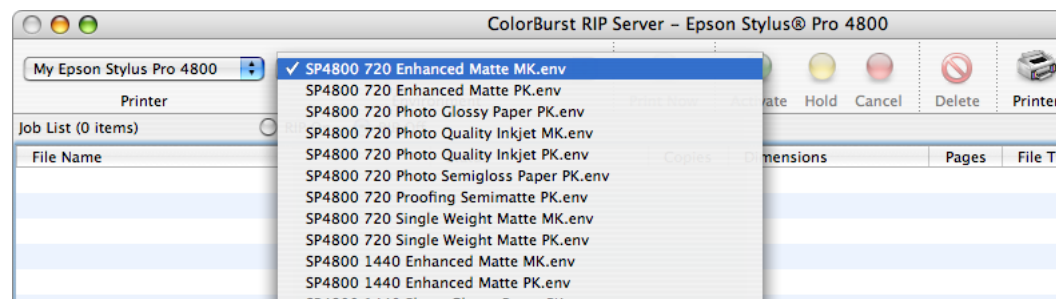 ColorBurst RIP Server – Epson Stylus® Pro 4800
My Epson Stylus Pro 4800
Printer
✓ SP4800 720 Enhanced Matte MK.env
SP4800 720 Enhanced Matte PK.env
SP4800 720 Photo Glossy Paper PK.env
SP4800 720 Photo Quality Inkjet MK.env
SP4800 720 Photo Quality Inkjet PK.env
SP4800 720 Photo Semigloss Paper PK.env
SP4800 720 Proofing Semimatte PK.env
SP4800 720 Single Weight Matte MK.env
SP4800 720 Single Weight Matte PK.env
SP4800 1440 Enhanced Matte MK.env
SP4800 1440 Enhanced Matte PK.env
Hold Cancel Delete Printer
Job List (0 items)
File Name Copies Dimensions Pages File T